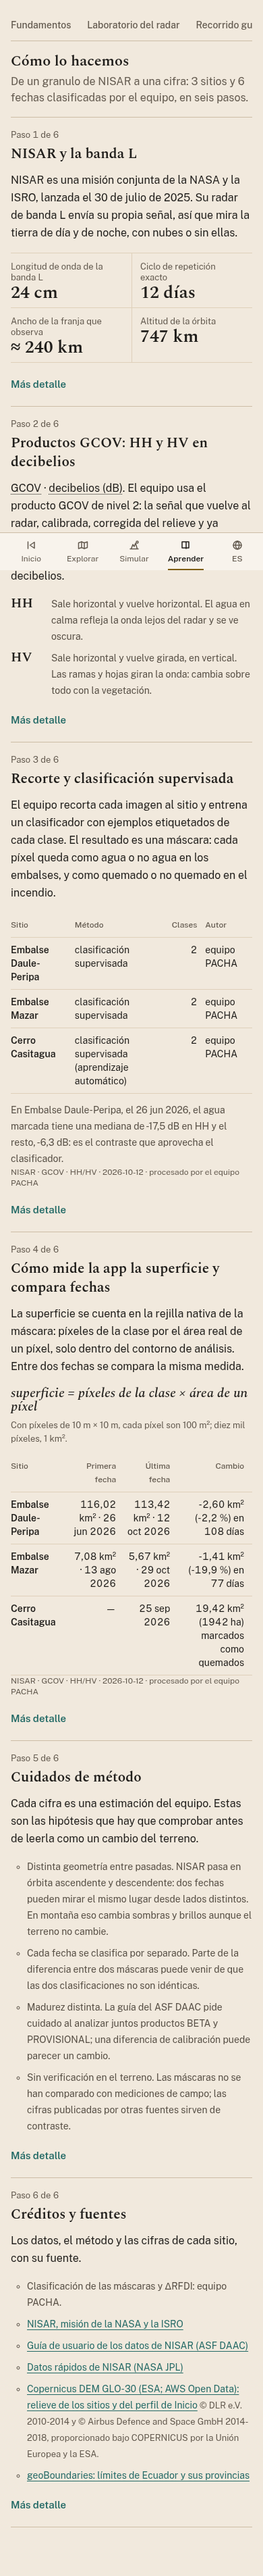 Fundamentos Laboratorio del radar Recorrido gu
Cómo lo hacemos
De un granulo de NISAR a una cifra: 3 sitios y 6
fechas clasificadas por el equipo, en seis pasos.
Paso 1 de 6
NISAR y la banda L
NISAR es una misión conjunta de la NASA y la
ISRO, lanzada el 30 de julio de 2025. Su radar
de banda L envía su propia señal, así que mira la
tierra de día y de noche, con nubes o sin ellas.
Longitud de onda de la
banda L
24 cm
Ciclo de repetición
exacto
12 días
Ancho de la franja que
observa
≈ 240 km
Altitud de la órbita
747 km
Más detalle
Paso 2 de 6
Productos GCOV: HH y HV en
decibelios
GCOV · decibelios (dB). El equipo usa el
producto GCOV de nivel 2: la señal que vuelve al
radar, calibrada, corregida del relieve y ya
Inicio Explorar Simular Aprender ES
decibelios.
HH Sale horizontal y vuelve horizontal. El agua en
calma refleja la onda lejos del radar y se ve
oscura.
HV Sale horizontal y vuelve girada, en vertical.
Las ramas y hojas giran la onda: cambia sobre
todo con la vegetación.
Más detalle
Paso 3 de 6
Recorte y clasificación supervisada
El equipo recorta cada imagen al sitio y entrena
un clasificador con ejemplos etiquetados de
cada clase. El resultado es una máscara: cada
píxel queda como agua o no agua en los
embalses, y como quemado o no quemado en el
incendio.
Sitio Método Clases Autor
Embalse
Daule-
Peripa
clasificación
supervisada
2
equipo
PACHA
Embalse
Mazar
clasificación
supervisada
2
equipo
PACHA
Cerro
Casitagua
clasificación
supervisada
(aprendizaje
automático)
2
equipo
PACHA
En Embalse Daule-Peripa, el 26 jun 2026, el agua
marcada tiene una mediana de -17,5 dB en HH y el
resto, -6,3 dB: es el contraste que aprovecha el
clasificador.
NISAR · GCOV · HH/HV · 2026-10-12 · procesado por el equipo
PACHA
Más detalle
Paso 4 de 6
Cómo mide la app la superficie y
compara fechas
La superficie se cuenta en la rejilla nativa de la
máscara: píxeles de la clase por el área real de
un píxel, solo dentro del contorno de análisis.
Entre dos fechas se compara la misma medida.
superficie = píxeles de la clase × área de un
píxel
Con píxeles de 10 m × 10 m, cada píxel son 100 m²; diez mil
píxeles, 1 km².
Sitio Primera fecha Última fecha Cambio
Embalse
Daule-
Peripa
116,02
km² · 26
jun 2026
113,42
km² · 12
oct 2026
-2,60 km²
(-2,2 %) en
108 días
Embalse
Mazar
7,08 km²
· 13 ago
2026
5,67 km²
· 29 oct
2026
-1,41 km²
(-19,9 %) en
77 días
Cerro
Casitagua
—
25 sep
2026
19,42 km²
(1942 ha)
marcados
como
quemados
NISAR · GCOV · HH/HV · 2026-10-12 · procesado por el equipo
PACHA
Más detalle
Paso 5 de 6
Cuidados de método
Cada cifra es una estimación del equipo. Estas
son las hipótesis que hay que comprobar antes
de leerla como un cambio del terreno.
Distinta geometría entre pasadas. NISAR pasa en
órbita ascendente y descendente: dos fechas
pueden mirar el mismo lugar desde lados distintos.
En montaña eso cambia sombras y brillos aunque el
terreno no cambie.
Cada fecha se clasifica por separado. Parte de la
diferencia entre dos máscaras puede venir de que
las dos clasificaciones no son idénticas.
Madurez distinta. La guía del ASF DAAC pide
cuidado al analizar juntos productos BETA y
PROVISIONAL; una diferencia de calibración puede
parecer un cambio.
Sin verificación en el terreno. Las máscaras no se
han comparado con mediciones de campo; las
cifras publicadas por otras fuentes sirven de
contraste.
Más detalle
Paso 6 de 6
Créditos y fuentes
Los datos, el método y las cifras de cada sitio,
con su fuente.
Clasificación de las máscaras y ΔRFDI: equipo
PACHA.
NISAR, misión de la NASA y la ISRO
Guía de usuario de los datos de NISAR (ASF DAAC)
Datos rápidos de NISAR (NASA JPL)
Copernicus DEM GLO-30 (ESA; AWS Open Data):
relieve de los sitios y del perfil de Inicio © DLR e.V.
2010-2014 y © Airbus Defence and Space GmbH 2014-
2018, proporcionado bajo COPERNICUS por la Unión
Europea y la ESA.
geoBoundaries: límites de Ecuador y sus provincias
Más detalle